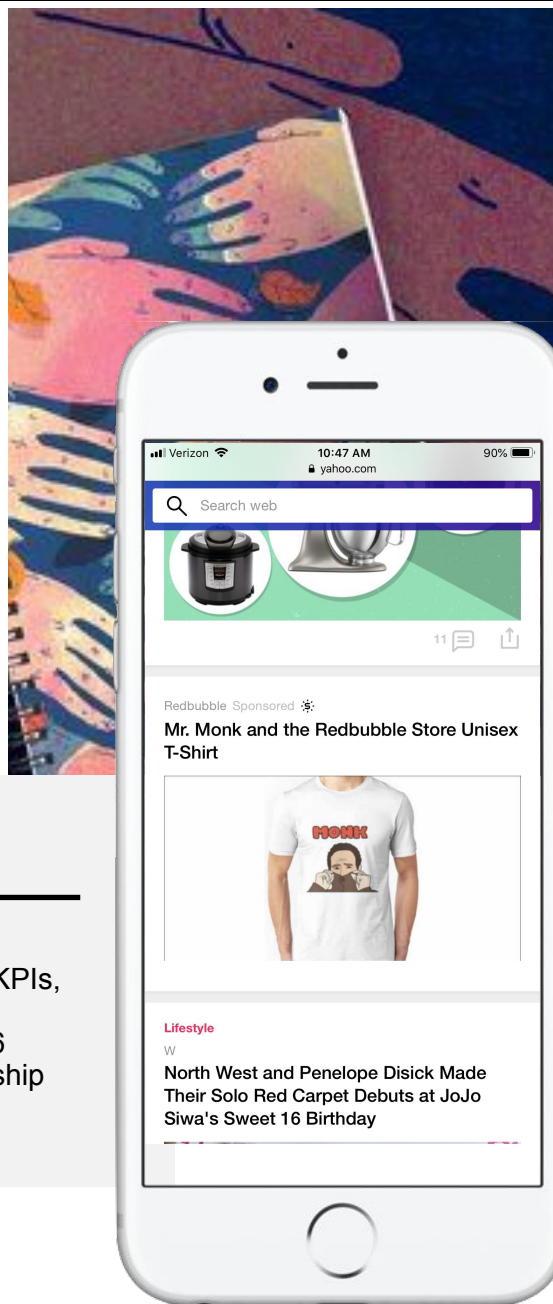 KPIs,
6
ship
Verizon 10:47 AM 90%
yahoo.com
Search web
11
Redbubble Sponsored
Mr. Monk and the Redbubble Store Unisex
T-Shirt
MONK
Lifestyle
W
North West and Penelope Disick Made
Their Solo Red Carpet Debuts at JoJo
Siwa's Sweet 16 Birthday